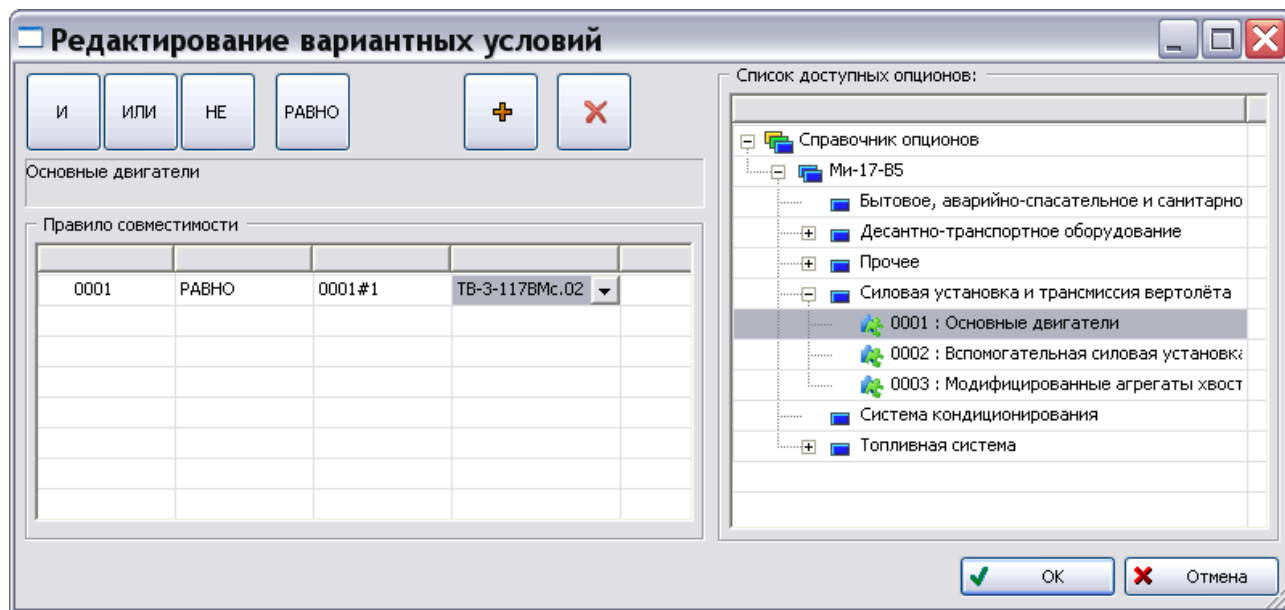 Редактирование вариантных условий
И ИЛИ НЕ РАВНО
Основные двигатели
Правило совместимости
0001 РАВНО 0001#1 ТВ-3-117ВМс.02
Список доступных опционов:
Справочник опционов
Ми-17-В5
Бытовое, аварийно-спасательное и санитарно
Десантно-транспортное оборудование
Прочее
Силовая установка и трансмиссия вертолёта
0001 : Основные двигатели
0002 : Вспомогательная силовая установка
0003 : Модифицированные агрегаты хвост
Система кондиционирования
Топливная система
OK Отмена